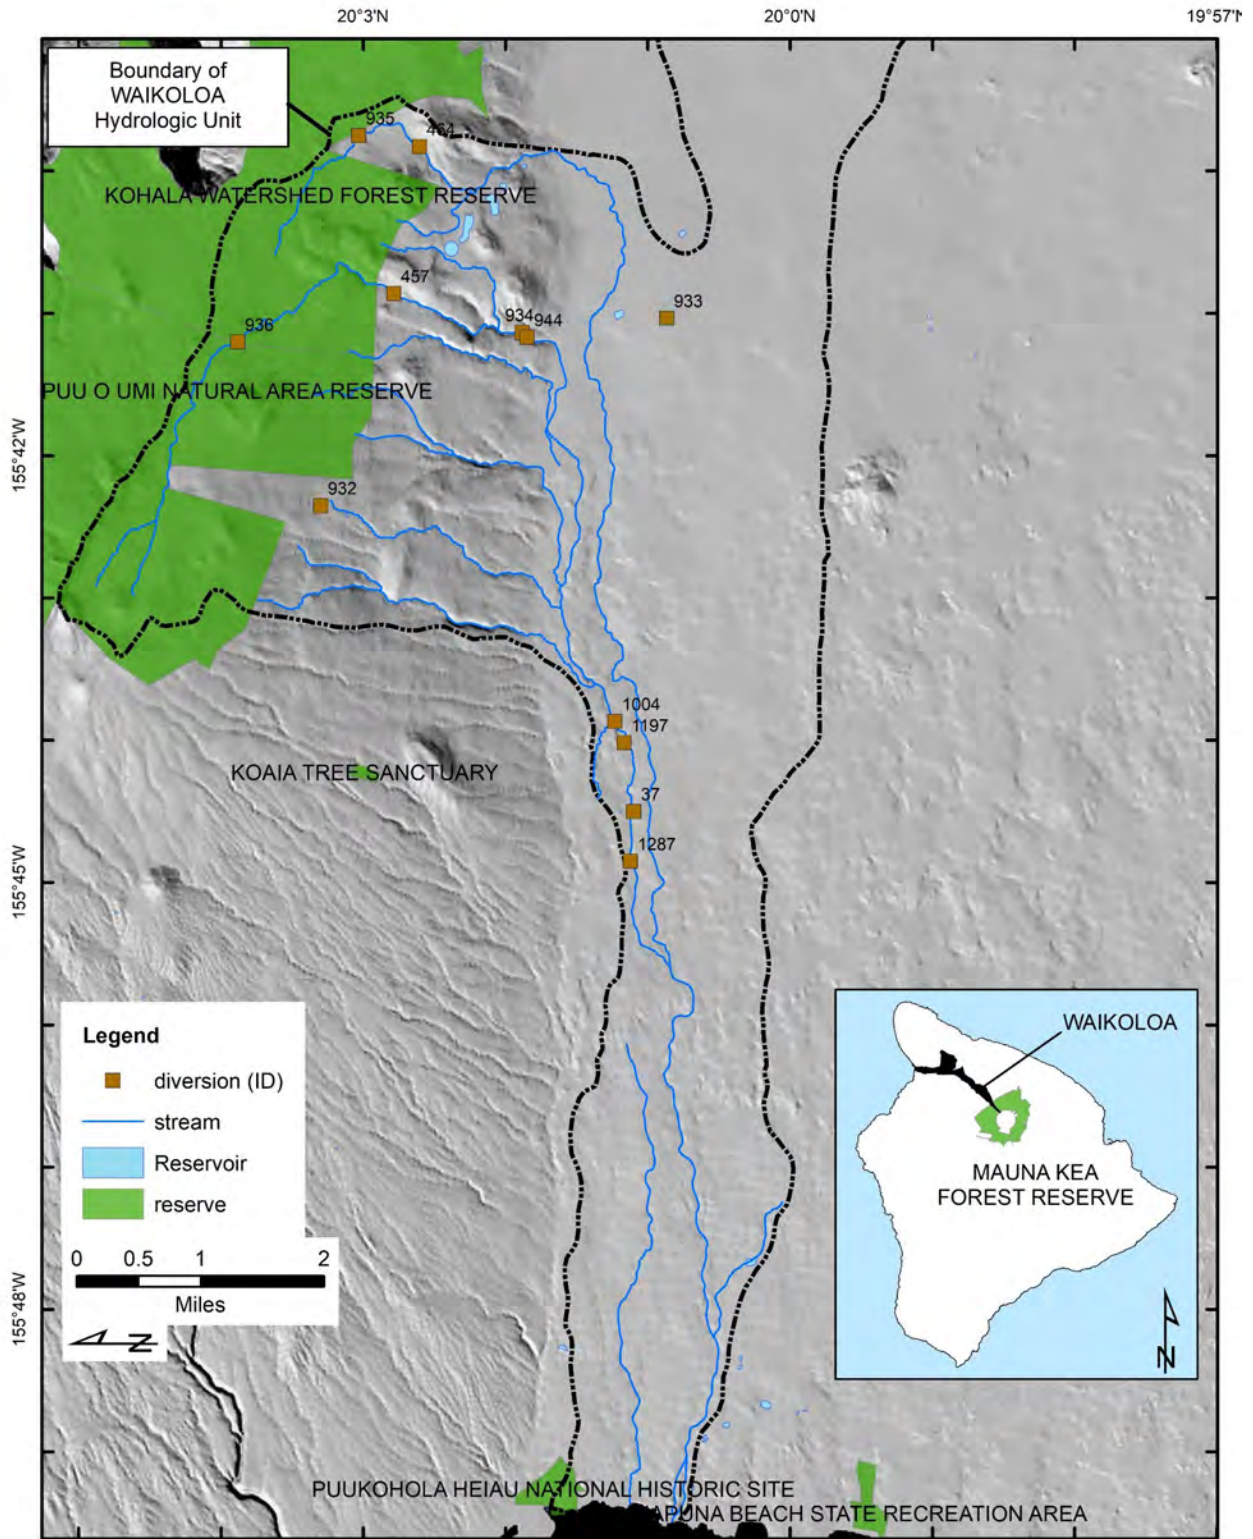 20°3'N
20°0'N
19°57'N
Boundary of
WAIKOLOA
Hydrologic Unit
935
464
KOHALA WATERSHED FOREST RESERVE
457
933
934
944
936
PUU O UMI NATURAL AREA RESERVE
155°42'W
932
1004
1197
KOAIA TREE SANCTUARY
37
1287
155°45'W
Legend
diversion (ID)
stream
Reservoir
reserve
0 0.5 1 2
Miles
N
155°48'W
WAIKOLOA
MAUNA KEA
FOREST RESERVE
N
PUUKOHOLA HEIAU NATIONAL HISTORIC SITE
APUNA BEACH STATE RECREATION AREA